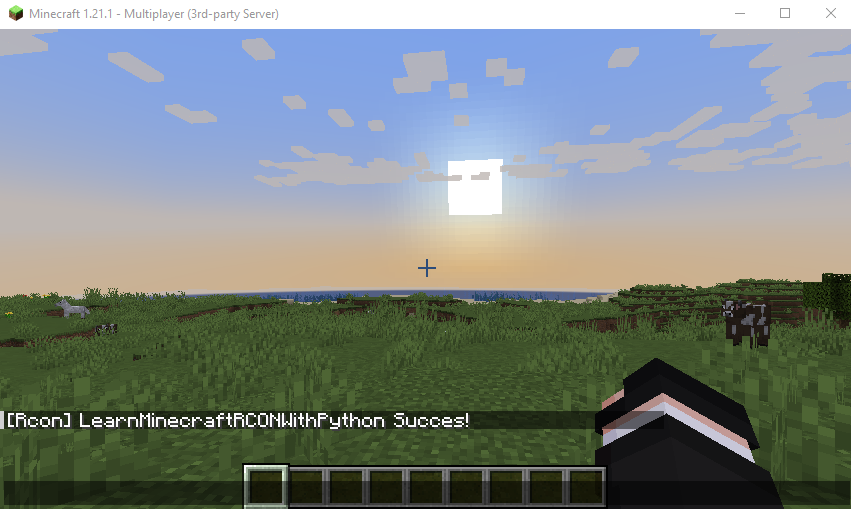 Minecraft 1.21.1 - Multiplayer (3rd-party Server)
[Rcon] LearnMinecraftRCONWithPython Succes!